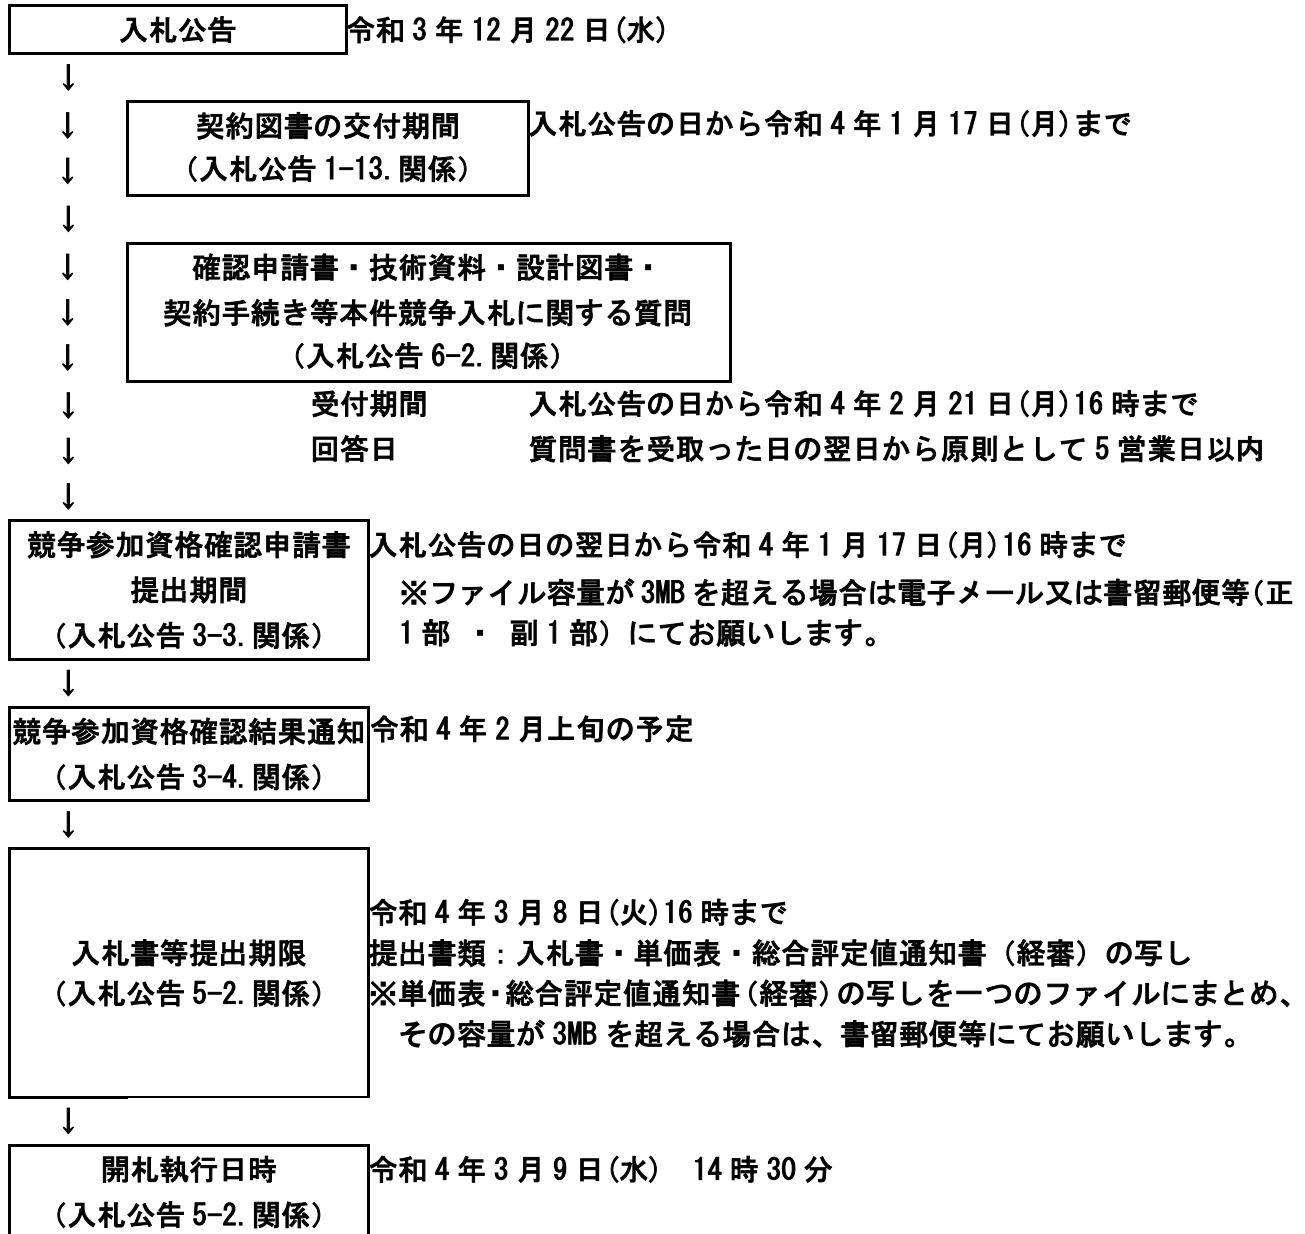 入札公告 令和3年12月22日(水)
↓
↓ 契約図書の交付期間 入札公告の日から令和4年1月17日(月)まで
↓ (入札公告1-13.関係)
↓
↓ 確認申請書・技術資料・設計図書・
↓ 契約手続き等本件競争入札に関する質問
↓ (入札公告6-2.関係)
↓ 受付期間 入札公告の日から令和4年2月21日(月)16時まで
↓ 回答日 質問書を受取った日の翌日から原則として5営業日以内
↓
競争参加資格確認申請書 入札公告の日の翌日から令和4年1月17日(月)16時まで
提出期間 ※ファイル容量が3MBを超える場合は電子メール又は書留郵便等(正
(入札公告3-3.関係) 1部 ・ 副1部) にてお願いします。
↓
競争参加資格確認結果通知 令和4年2月上旬の予定
(入札公告3-4.関係)
↓
令和4年3月8日(火)16時まで
入札書等提出期限 提出書類:入札書・単価表・総合評定値通知書(経審)の写し
(入札公告5-2.関係) ※単価表・総合評定値通知書(経審)の写しを一つのファイルにまとめ、
その容量が3MBを超える場合は、書留郵便等にてお願いします。
↓
開札執行日時 令和4年3月9日(水) 14時30分
(入札公告5-2.関係)